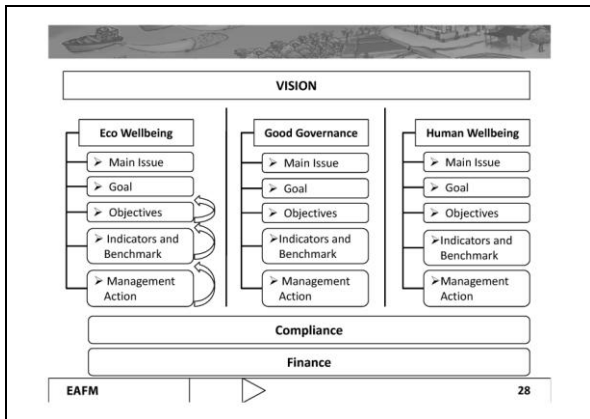 VISION
Eco Wellbeing
➢ Main Issue
➢ Goal
➢ Objectives
➢Indicators and
Benchmark
➢Management
Action
Good Governance
➢ Main Issue
➢ Goal
➢ Objectives
➢Indicators and
Benchmark
➢Management
Action
Human Wellbeing
➢ Main Issue
➢ Goal
➢ Objectives
➢Indicators and
Benchmark
➢Management
Action
Compliance
Finance
EAFM
28